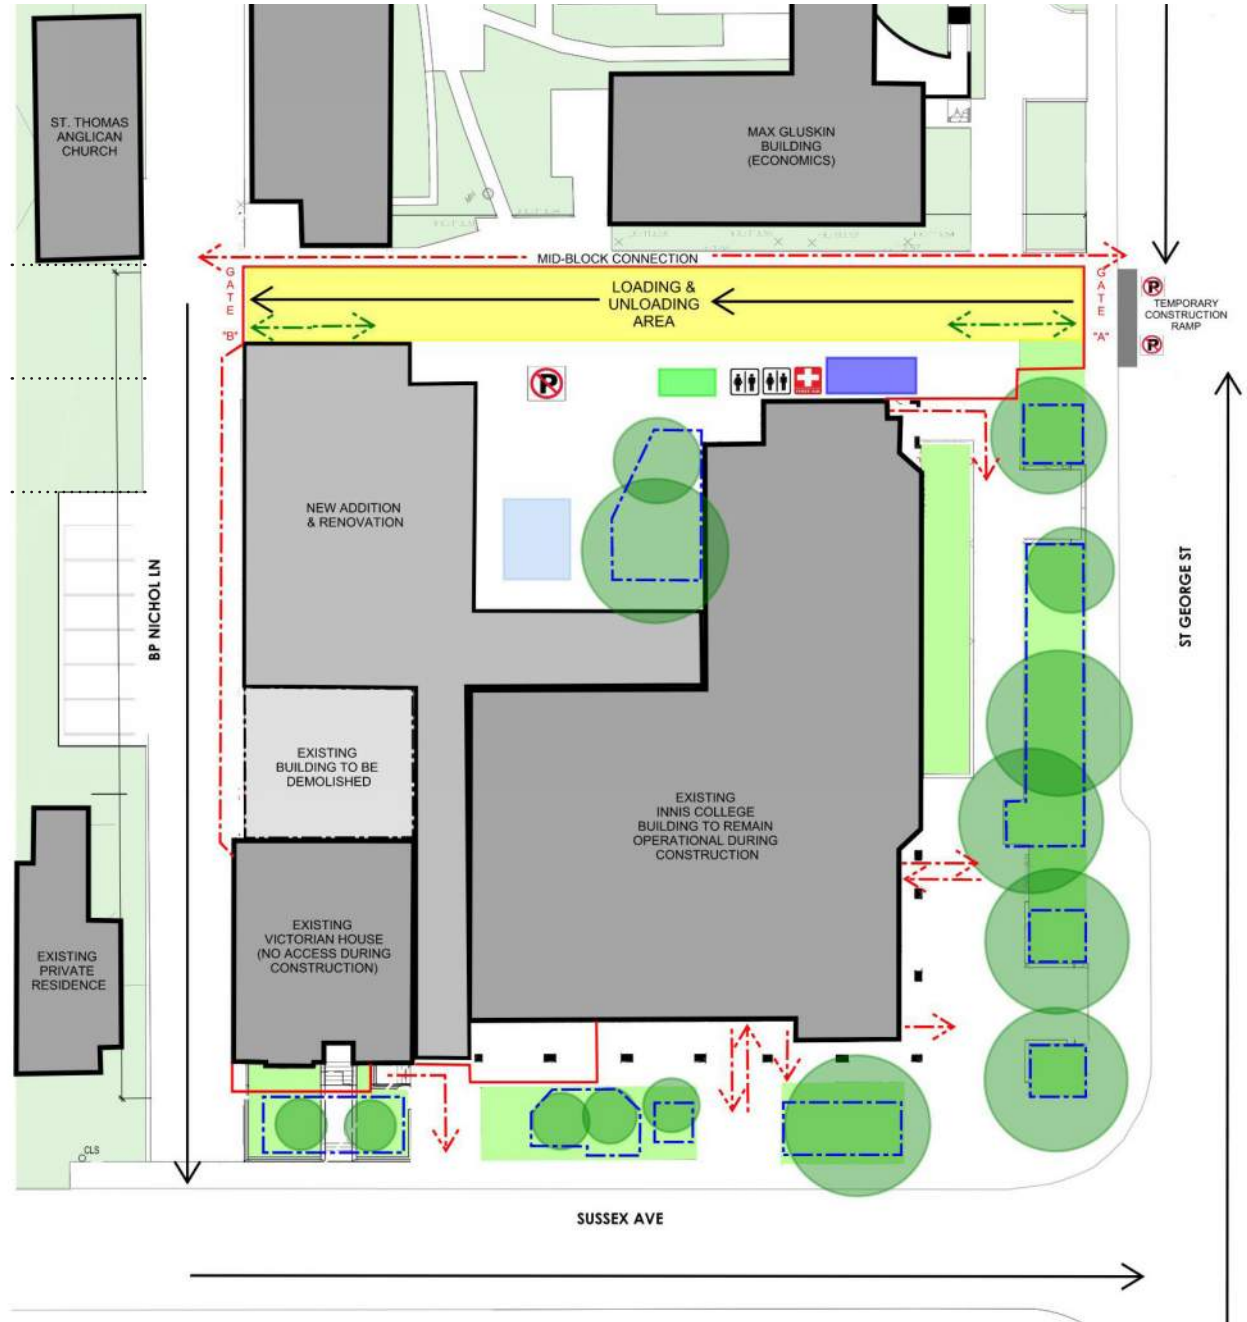 ST. THOMAS
ANGLICAN
CHURCH
MAX GLUSKIN
BUILDING
(ECONOMICS)
MID-BLOCK CONNECTION
GATE
"B"
LOADING &
UNLOADING
AREA
GATE
"A"
P
TEMPORARY
CONSTRUCTION
RAMP
P
P
NEW ADDITION
& RENOVATION
BP NICHOL LN
ST GEORGE ST
EXISTING
BUILDING TO BE
DEMOLISHED
EXISTING
INNIS COLLEGE
BUILDING TO REMAIN
OPERATIONAL DURING
CONSTRUCTION
EXISTING
VICTORIAN HOUSE
(NO ACCESS DURING
CONSTRUCTION)
EXISTING
PRIVATE
RESIDENCE
CLS
SUSSEX AVE